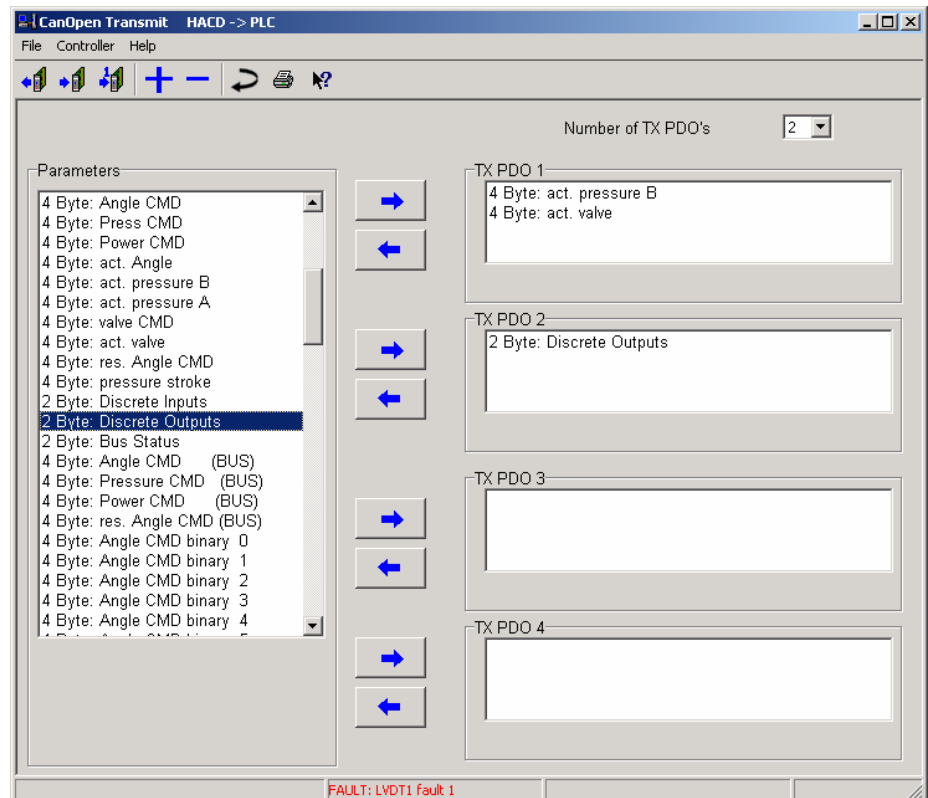 CanOpen Transmit HACD -> PLC
File Controller Help
Number of TX PDO's 2
Parameters
4 Byte: Angle CMD
4 Byte: Press CMD
4 Byte: Power CMD
4 Byte: act. Angle
4 Byte: act. pressure B
4 Byte: act. pressure A
4 Byte: valve CMD
4 Byte: act. valve
4 Byte: res. Angle CMD
4 Byte: pressure stroke
2 Byte: Discrete Inputs
2 Byte: Discrete Outputs
2 Byte: Bus Status
4 Byte: Angle CMD (BUS)
4 Byte: Pressure CMD (BUS)
4 Byte: Power CMD (BUS)
4 Byte: res. Angle CMD (BUS)
4 Byte: Angle CMD binary 0
4 Byte: Angle CMD binary 1
4 Byte: Angle CMD binary 2
4 Byte: Angle CMD binary 3
4 Byte: Angle CMD binary 4
TX PDO 1
4 Byte: act. pressure B
4 Byte: act. valve
TX PDO 2
2 Byte: Discrete Outputs
TX PDO 3
TX PDO 4
FAULT: LVDT1 fault 1